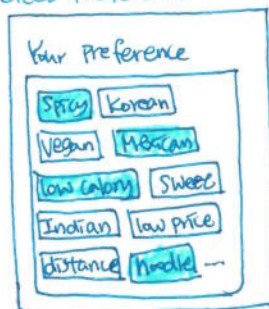 Your Preference
Spicy Korean
Vegan Mexican
low calory Sweet
Indian low price
distance noodle ...